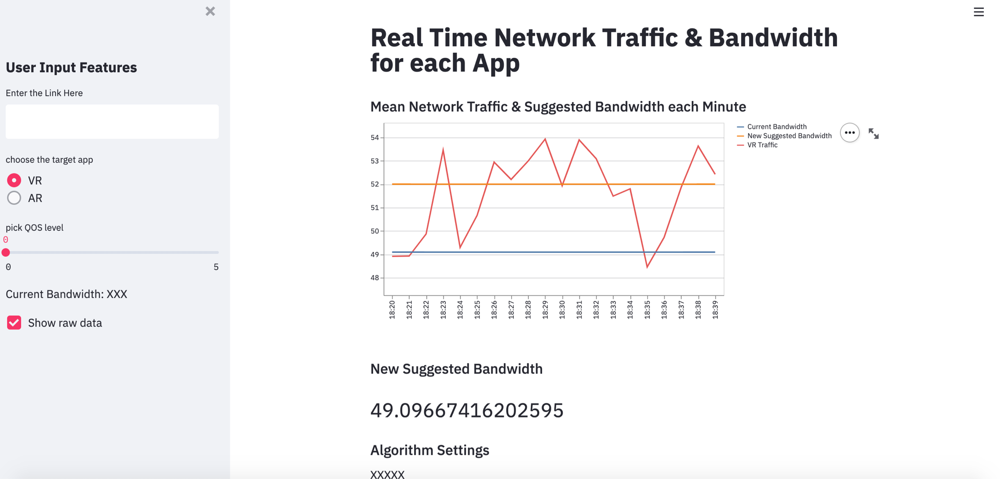 User Input Features
Enter the Link Here
choose the target app
VR
AR
pick QOS level
0
0 5
Current Bandwidth: XXX
Show raw data
Real Time Network Traffic & Bandwidth
for each App
Mean Network Traffic & Suggested Bandwidth each Minute
54
53
52
51
50
49
48
18:20 18:21 18:22 18:23 18:24 18:25 18:26 18:27 18:28 18:29 18:30 18:31 18:32 18:33 18:34 18:35 18:36 18:37 18:38 18:39
Current Bandwidth
New Suggested Bandwidth
VR Traffic
New Suggested Bandwidth
49.09667416202595
Algorithm Settings
XXXXX